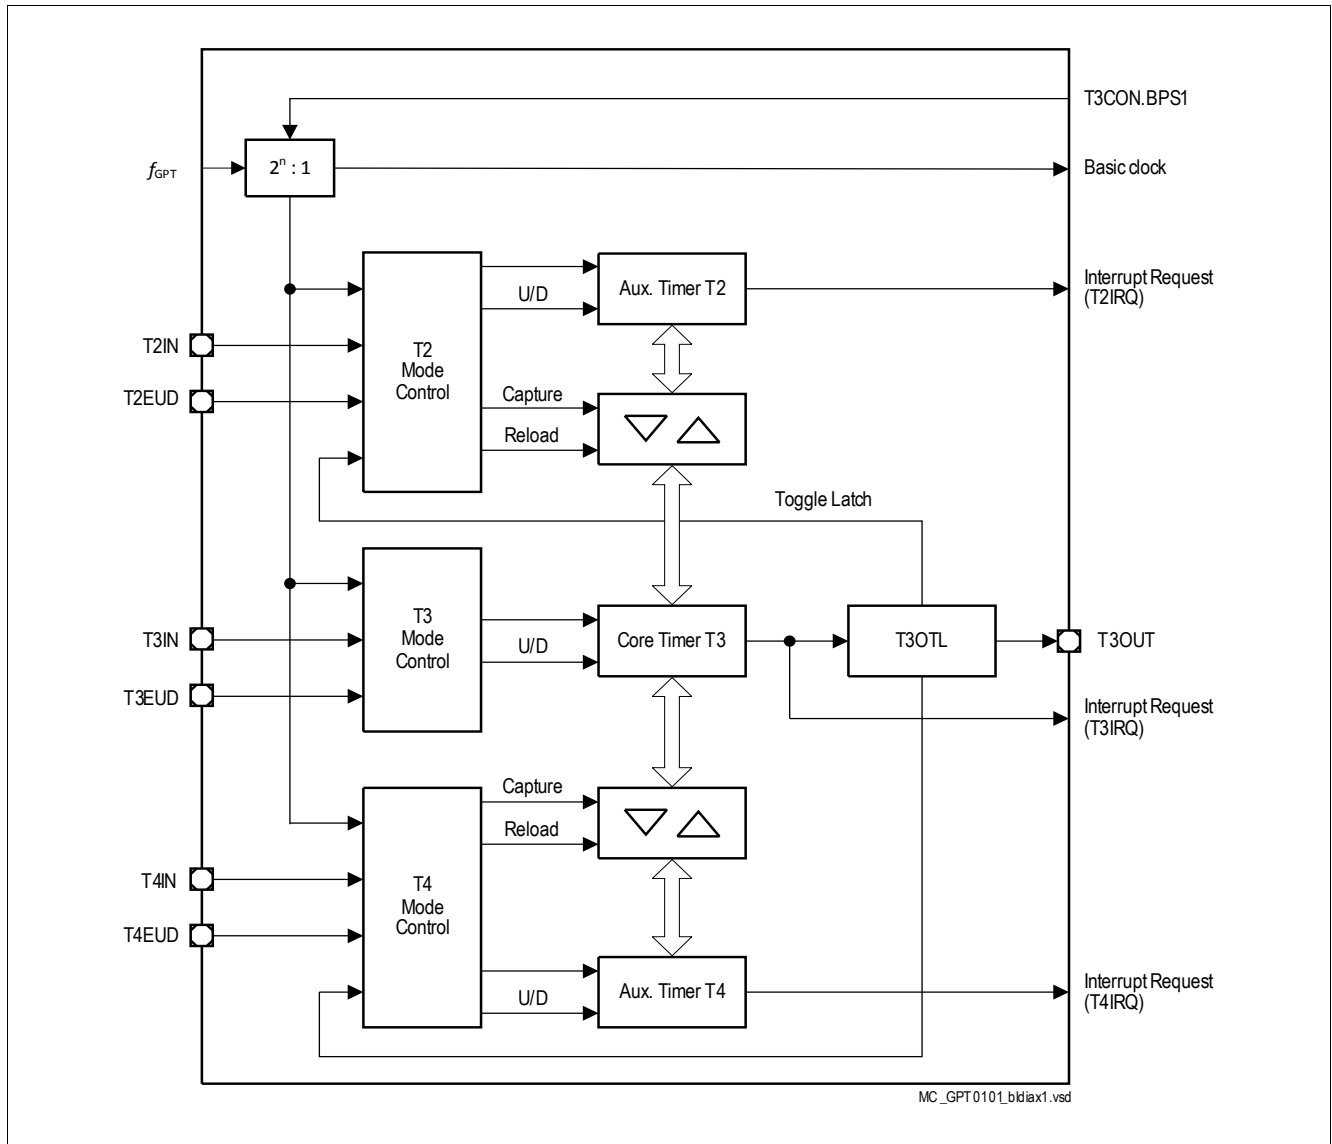 T3CON.BPS1
fGPT
2ⁿ : 1
Basic clock
Interrupt Request
(T2IRQ)
U/D
Aux. Timer T2
T2IN
T2
Mode
Control
T2EUD
Capture
Reload
Toggle Latch
T3IN
T3
Mode
Control
U/D
Core Timer T3
T3OTL
T3OUT
T3EUD
Interrupt Request
(T3IRQ)
Capture
Reload
T4IN
T4
Mode
Control
T4EUD
U/D
Aux. Timer T4
Interrupt Request
(T4IRQ)
MC_GPT0101_bldiax1.vsd